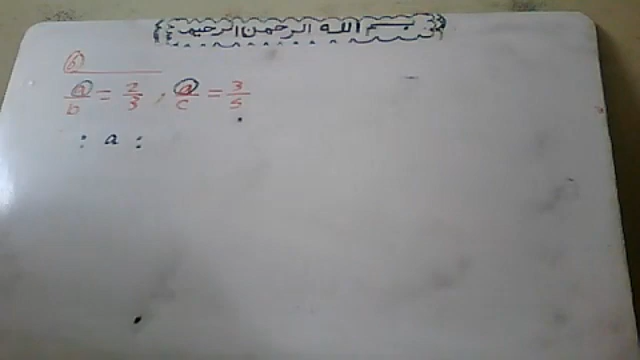 بسم الله الرحمن الرحيم
6
a/b = 2/3 , a/c = 3/5
: a :